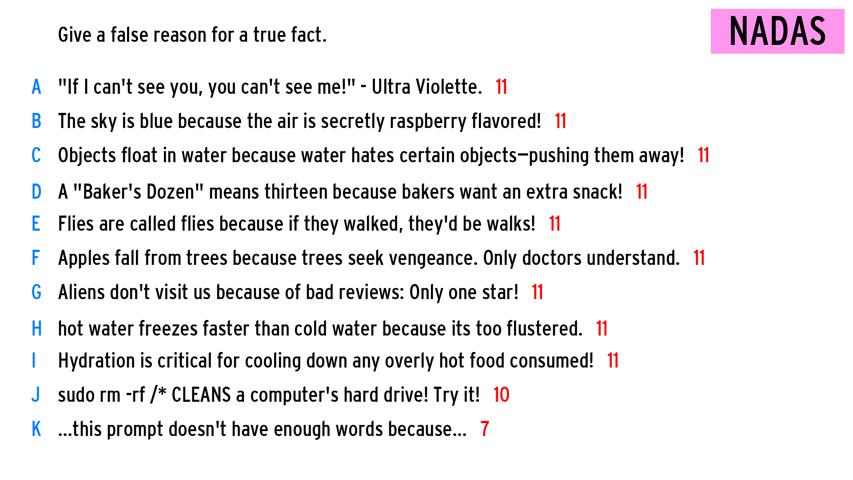 Give a false reason for a true fact.
NADAS
A "If I can't see you, you can't see me!" - Ultra Violette. 11
B The sky is blue because the air is secretly raspberry flavored! 11
C Objects float in water because water hates certain objects—pushing them away! 11
D A "Baker's Dozen" means thirteen because bakers want an extra snack! 11
E Flies are called flies because if they walked, they'd be walks! 11
F Apples fall from trees because trees seek vengeance. Only doctors understand. 11
G Aliens don't visit us because of bad reviews: Only one star! 11
H hot water freezes faster than cold water because its too flustered. 11
I Hydration is critical for cooling down any overly hot food consumed! 11
J sudo rm -rf /* CLEANS a computer's hard drive! Try it! 10
K ...this prompt doesn't have enough words because... 7